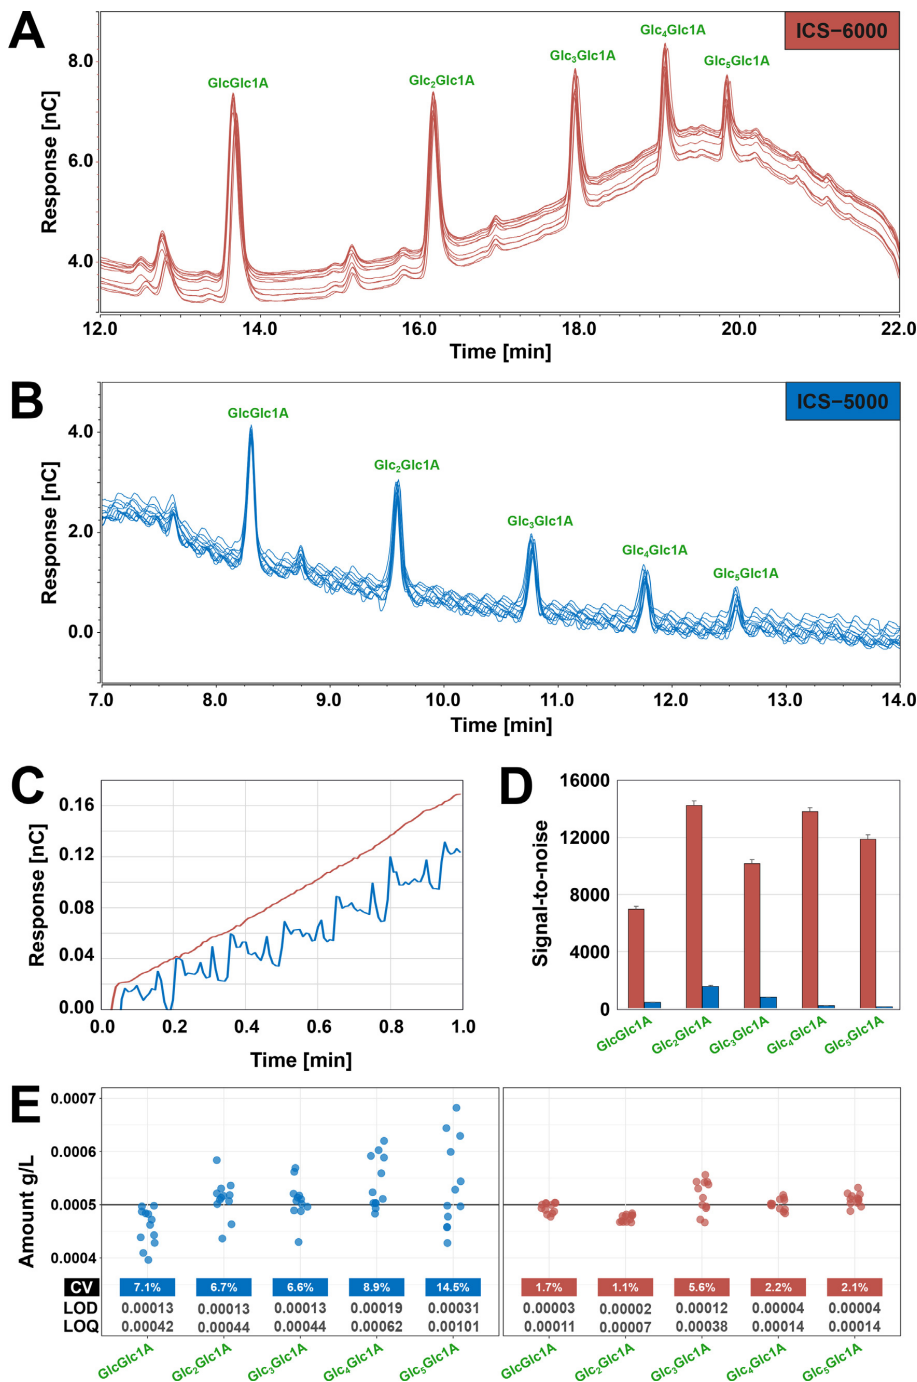 A
ICS−6000
Response [nC]
8.0
6.0
4.0
GlcGlc1A
Glc2Glc1A
Glc3Glc1A
Glc4Glc1A
Glc5Glc1A
12.0 14.0 16.0 18.0 20.0 22.0
Time [min]
B
ICS−5000
Response [nC]
4.0
2.0
0.0
GlcGlc1A
Glc2Glc1A
Glc3Glc1A
Glc4Glc1A
Glc5Glc1A
7.0 8.0 9.0 10.0 11.0 12.0 13.0 14.0
Time [min]
C
Response [nC]
0.16
0.12
0.08
0.04
0.00
0.0 0.2 0.4 0.6 0.8 1.0
Time [min]
D
Signal-to-noise
16000
12000
8000
4000
0
GlcGlc1A Glc2Glc1A Glc3Glc1A Glc4Glc1A Glc5Glc1A
E
Amount g/L
0.0007
0.0006
0.0005
0.0004
CV 7.1% 6.7% 6.6% 8.9% 14.5% 1.7% 1.1% 5.6% 2.2% 2.1%
LOD 0.00013 0.00013 0.00013 0.00019 0.00031 0.00003 0.00002 0.00012 0.00004 0.00004
LOQ 0.00042 0.00044 0.00044 0.00062 0.00101 0.00011 0.00007 0.00038 0.00014 0.00014
GlcGlc1A Glc2Glc1A Glc3Glc1A Glc4Glc1A Glc5Glc1A GlcGlc1A Glc2Glc1A Glc3Glc1A Glc4Glc1A Glc5Glc1A